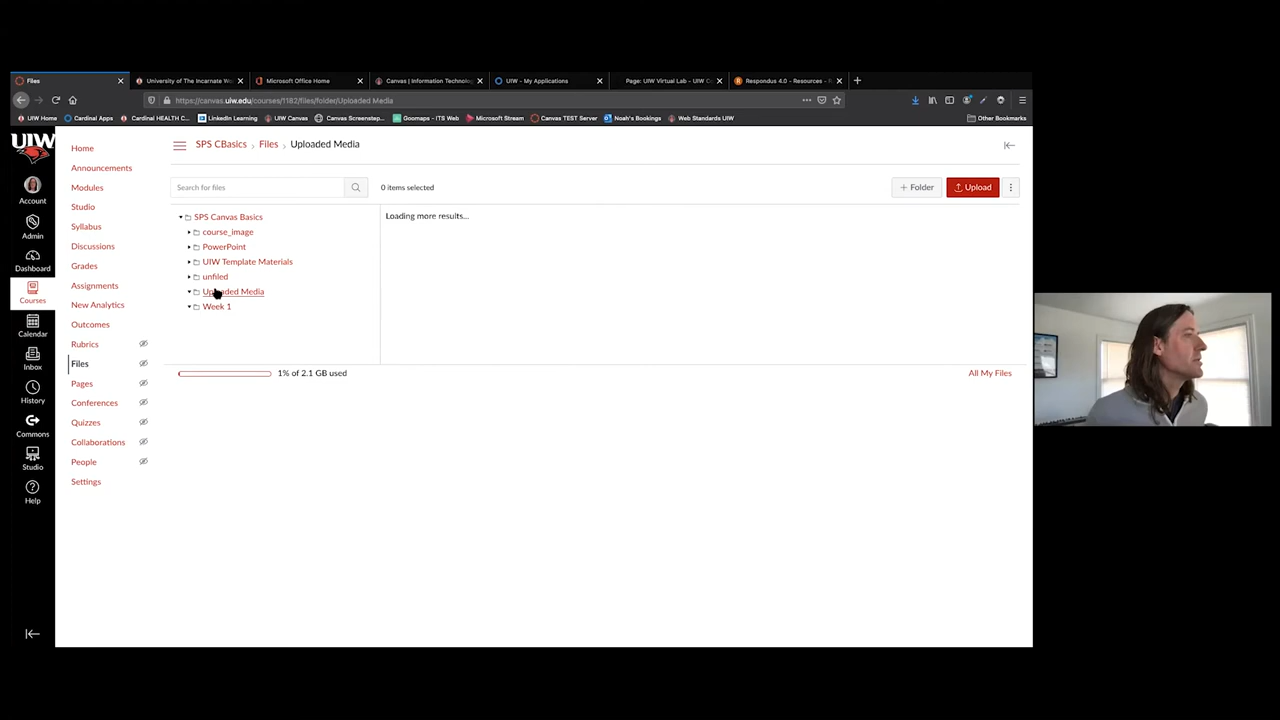 Files
University of The Incarnate Wo
Microsoft Office Home
Canvas | Information Technolo
UIW - My Applications
Page: UIW Virtual Lab - UIW C
Respondus 4.0 - Resources - R
https://canvas.uiw.edu/courses/1182/files/folder/Uploaded Media
UIW Home
Cardinal Apps
Cardinal HEALTH C...
LinkedIn Learning
UIW Canvas
Canvas Screenstep...
Goomaps - ITS Web
Microsoft Stream
Canvas TEST Server
Noah's Bookings
Web Standards UIW
Other Bookmarks
UIW
Account
Admin
Dashboard
Courses
Calendar
Inbox
History
Commons
Studio
Help
Home
Announcements
Modules
Studio
Syllabus
Discussions
Grades
Assignments
New Analytics
Outcomes
Rubrics
Files
Pages
Conferences
Quizzes
Collaborations
People
Settings
SPS CBasics > Files > Uploaded Media
Search for files
0 items selected
+ Folder
Upload
SPS Canvas Basics
course_image
PowerPoint
UIW Template Materials
unfiled
Uploaded Media
Week 1
Loading more results...
1% of 2.1 GB used
All My Files